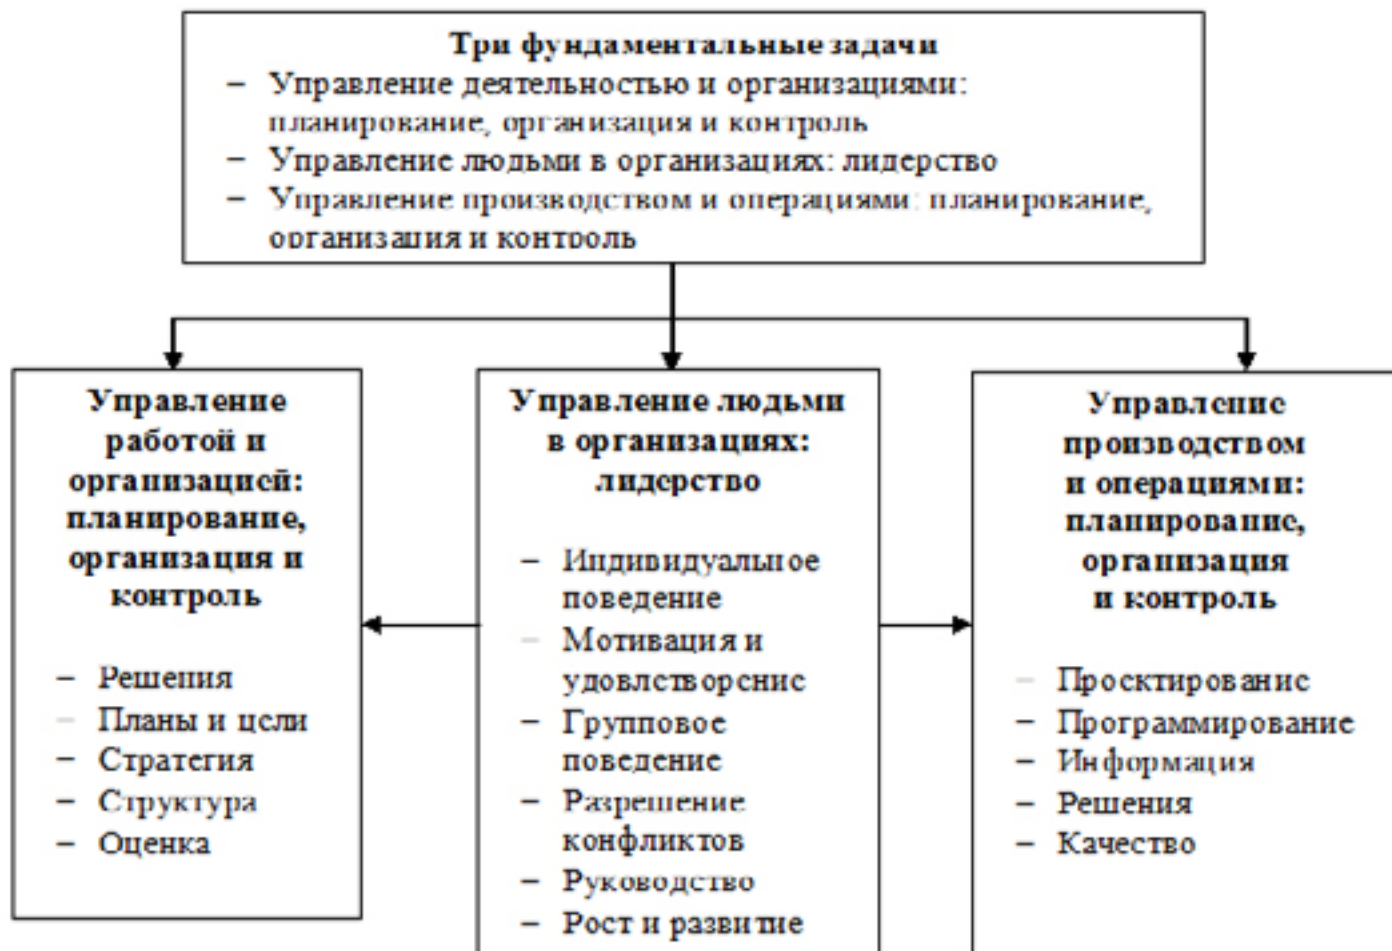 Три фундаментальные задачи
– Управление деятельностью и организациями:
планирование, организация и контроль
– Управление людьми в организациях: лидерство
– Управление производством и операциями: планирование,
организация и контроль
Управление
работой и
организацией:
планирование,
организация и
контроль
– Решения
– Планы и цели
– Стратегия
– Структура
– Оценка
Управление людьми
в организациях:
лидерство
– Индивидуальное
поведение
– Мотивация и
удовлетворение
– Групповое
поведение
– Разрешение
конфликтов
– Руководство
– Рост и развитие
Управление
производством
и операциями:
планирование,
организация
и контроль
– Проектирование
– Программирование
– Информация
– Решения
– Качество